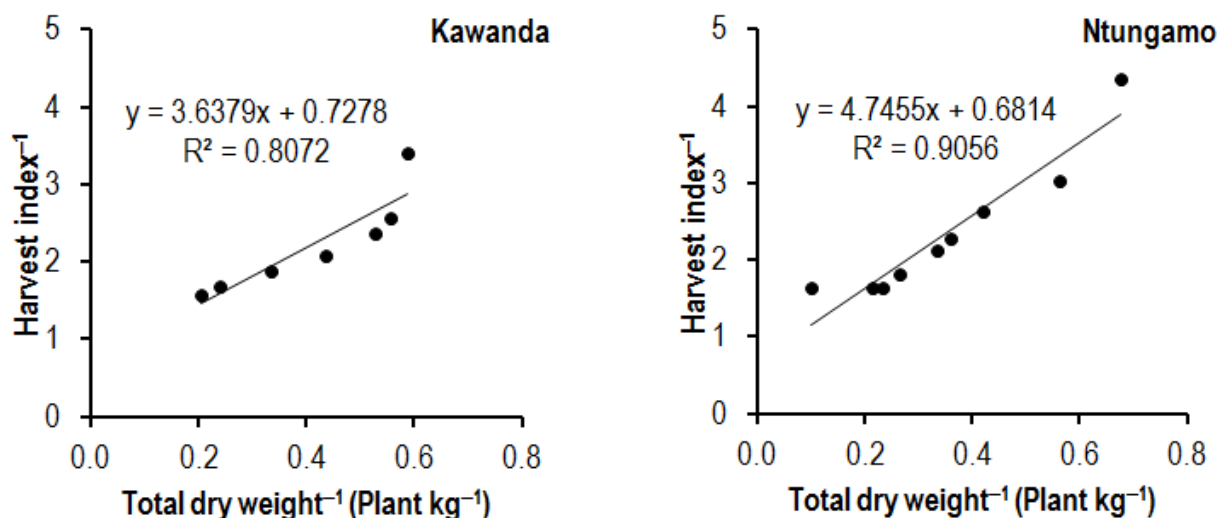 Kawanda
y = 3.6379x + 0.7278
R² = 0.8072
Harvest index⁻¹
5
4
3
2
1
0
0.0 0.2 0.4 0.6 0.8
Total dry weight⁻¹ (Plant kg⁻¹)
Ntungamo
y = 4.7455x + 0.6814
R² = 0.9056
Harvest index⁻¹
5
4
3
2
1
0
0.0 0.2 0.4 0.6 0.8
Total dry weight⁻¹ (Plant kg⁻¹)